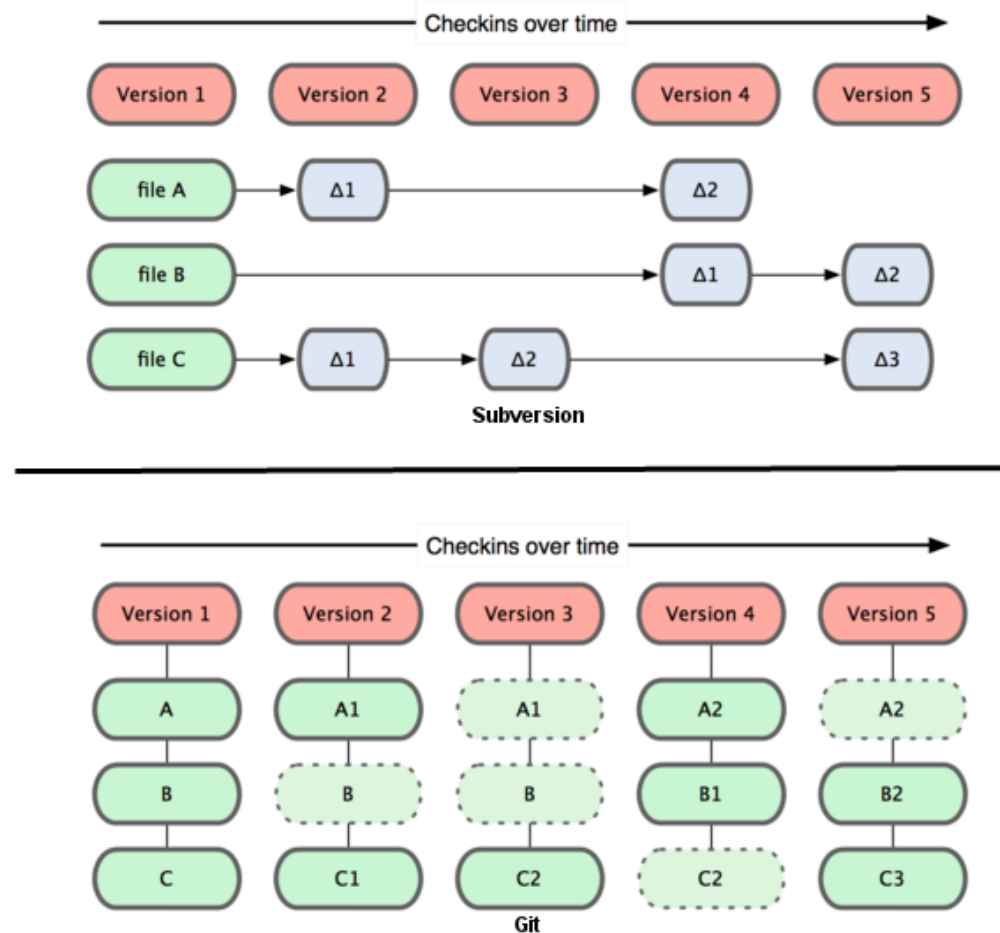 Checkins over time
Version 1 Version 2 Version 3 Version 4 Version 5
file A Δ1 Δ2
file B Δ1 Δ2
file C Δ1 Δ2 Δ3
Subversion
Checkins over time
Version 1 Version 2 Version 3 Version 4 Version 5
A A1 A1 A2 A2
B B B B1 B2
C C1 C2 C2 C3
Git